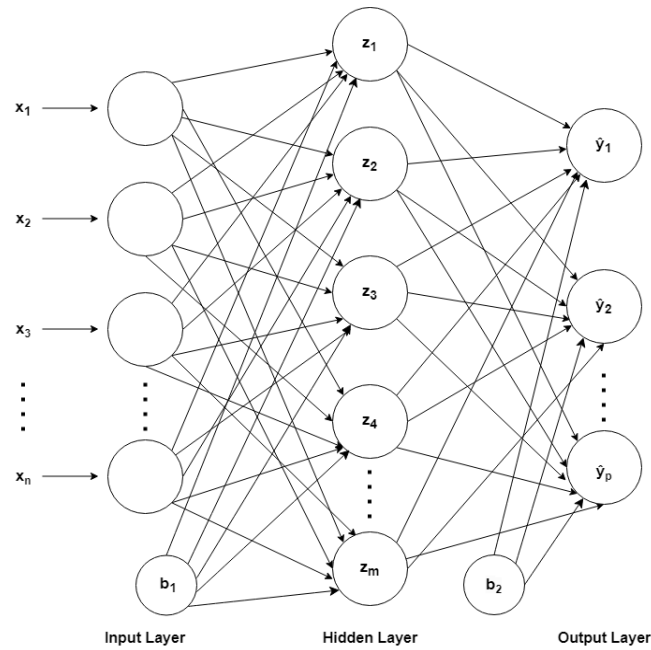 x₁
x₂
x₃
xₙ
b₁
z₁
z₂
z₃
z₄
zₘ
b₂
ŷ₁
ŷ₂
ŷₚ
Input Layer
Hidden Layer
Output Layer